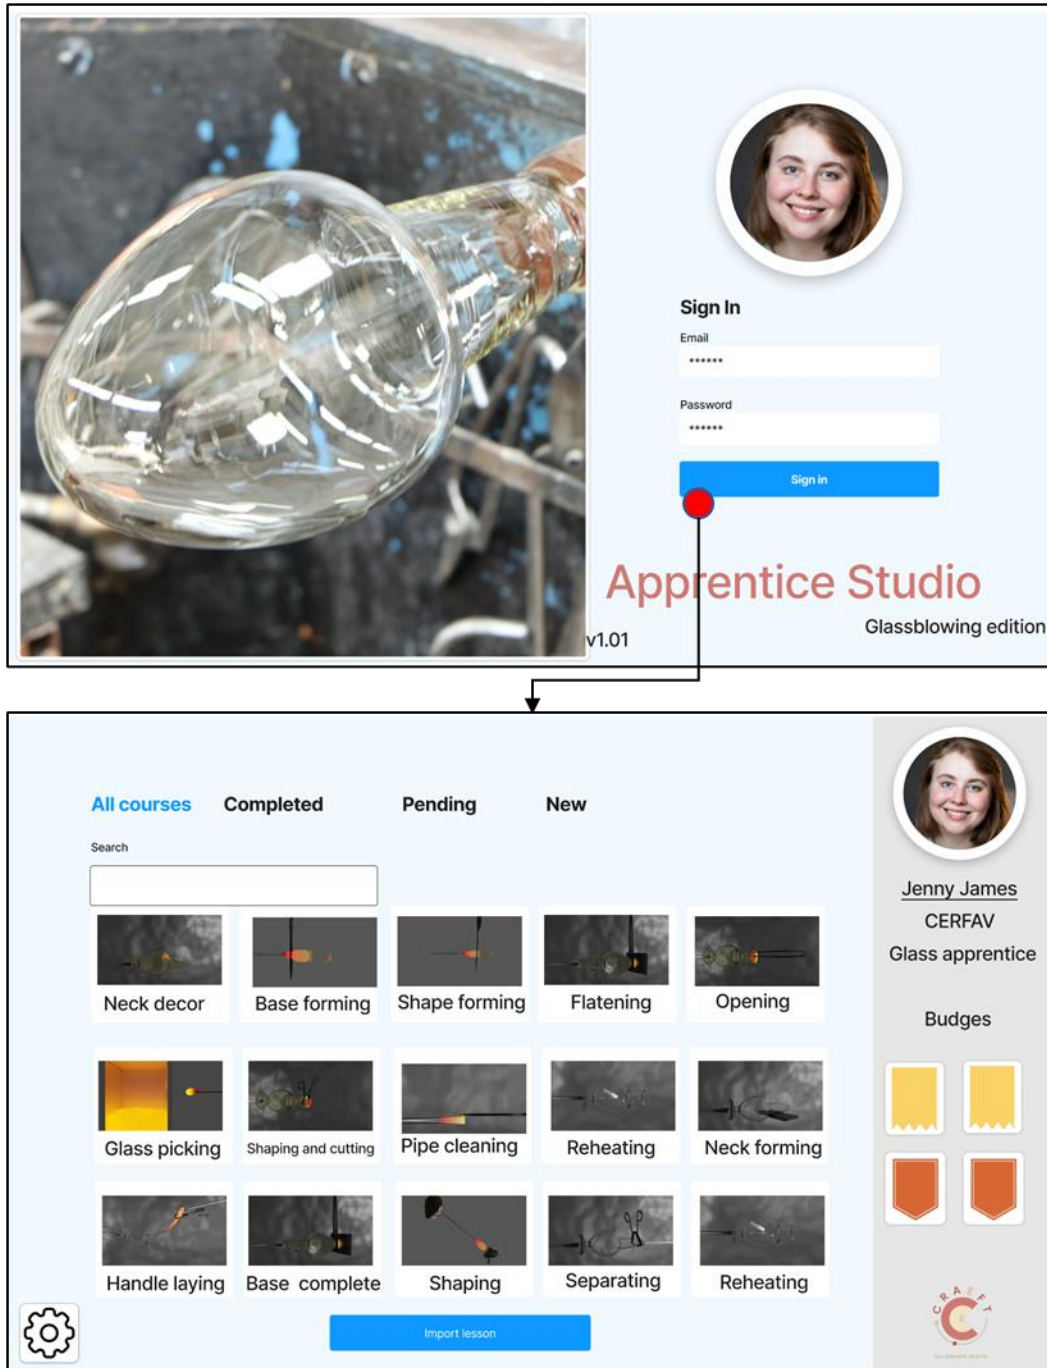 Sign In
Email
******
Password
******
Sign in
Apprentice Studio
v1.01
Glassblowing edition
All courses Completed Pending New
Search
Jenny James
CERFAV
Glass apprentice
Budges
Neck decor Base forming Shape forming Flatening Opening
Glass picking Shaping and cutting Pipe cleaning Reheating Neck forming
Handle laying Base complete Shaping Separating Reheating
Import lesson
CRAEFT